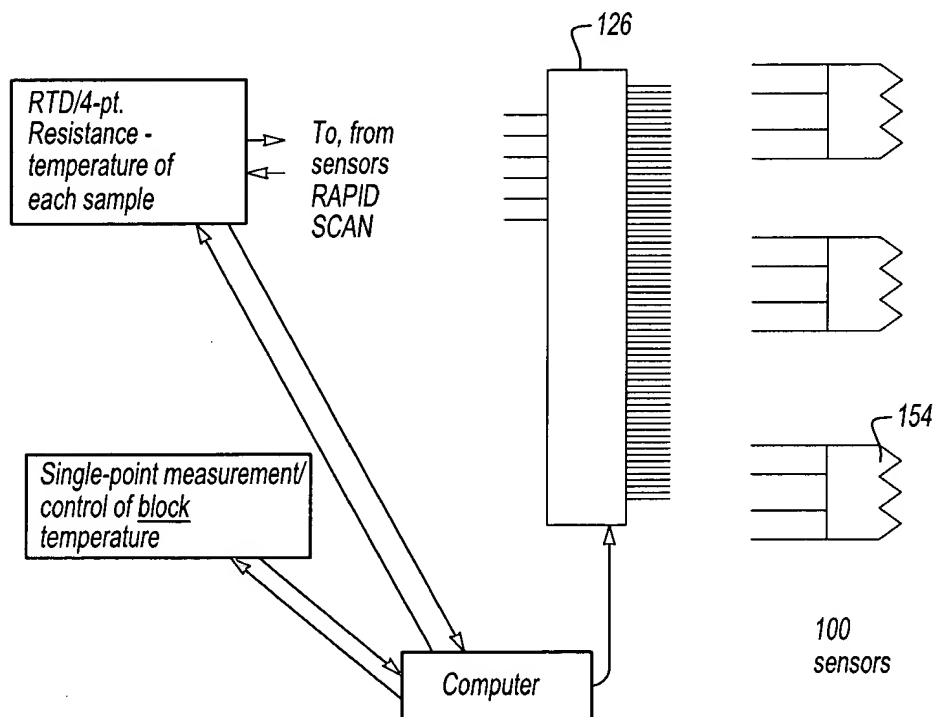 126
RTD/4-pt.
Resistance -
temperature of
each sample
To, from
sensors
RAPID
SCAN
154
Single-point measurement/
control of block
temperature
100
sensors
Computer